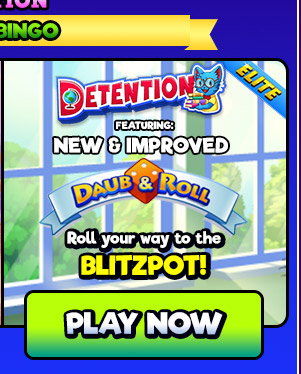 BINGO
DETENTION
ELITE
FEATURING:
NEW & IMPROVED
DAUB & ROLL
Roll your way to the
BLITZPOT!
PLAY NOW